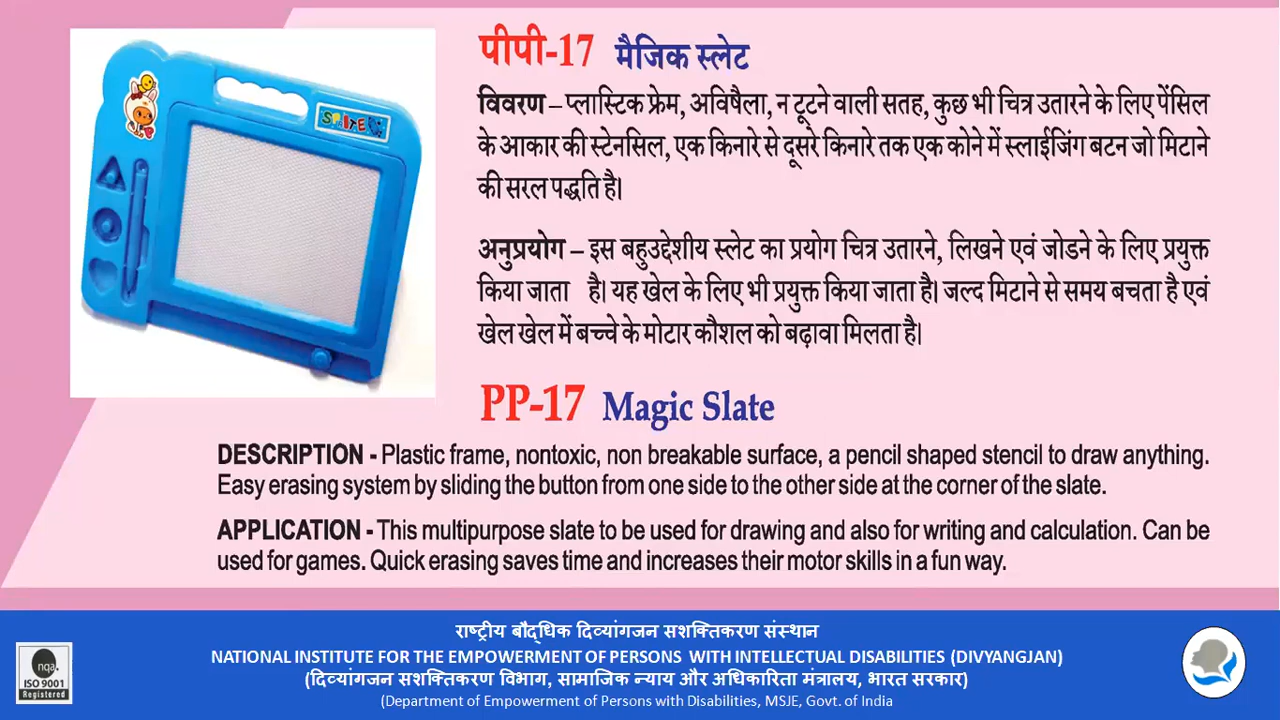 पीपी-17 मैजिक स्लेट
विवरण – प्लास्टिक फ्रेम, अविषैला, न टूटने वाली सतह, कुछ भी चित्र उतारने के लिए पेंसिल
के आकार की स्टेनसिल, एक किनारे से दूसरे किनारे तक एक कोने में स्लाईजिंग बटन जो मिटाने
की सरल पद्धति है।
अनुप्रयोग – इस बहुउद्देशीय स्लेट का प्रयोग चित्र उतारने, लिखने एवं जोडने के लिए प्रयुक्त
किया जाता है। यह खेल के लिए भी प्रयुक्त किया जाता है। जल्द मिटाने से समय बचता है एवं
खेल खेल में बच्चे के मोटार कौशल को बढ़ावा मिलता है।
PP-17 Magic Slate
DESCRIPTION - Plastic frame, nontoxic, non breakable surface, a pencil shaped stencil to draw anything.
Easy erasing system by sliding the button from one side to the other side at the corner of the slate.
APPLICATION - This multipurpose slate to be used for drawing and also for writing and calculation. Can be
used for games. Quick erasing saves time and increases their motor skills in a fun way.
राष्ट्रीय बौद्धिक दिव्यांगजन सशक्तिकरण संस्थान
NATIONAL INSTITUTE FOR THE EMPOWERMENT OF PERSONS WITH INTELLECTUAL DISABILITIES (DIVYANGJAN)
(दिव्यांगजन सशक्तिकरण विभाग, सामाजिक न्याय और अधिकारिता मंत्रालय, भारत सरकार)
(Department of Empowerment of Persons with Disabilities, MSJE, Govt. of India
nqa.
ISO 9001
Registered